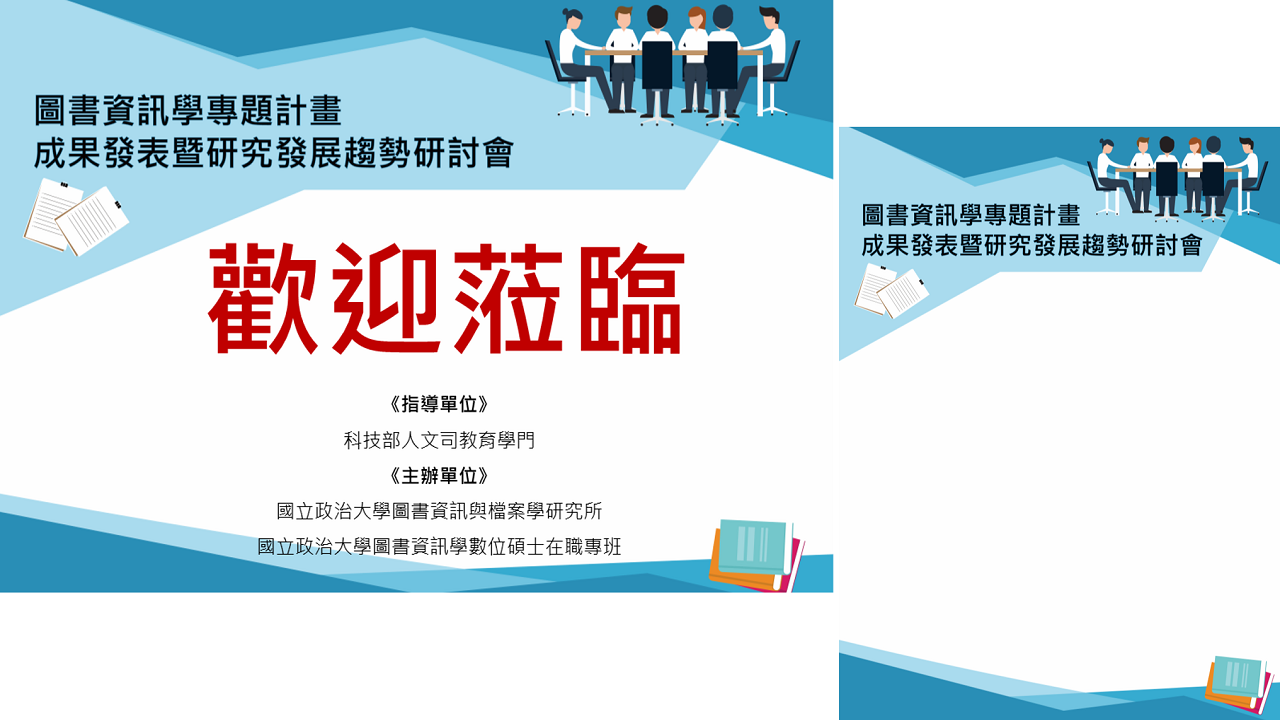 圖書資訊學專題計畫
成果發表暨研究發展趨勢研討會
歡迎蒞臨
《指導單位》
科技部人文司教育學門
《主辦單位》
國立政治大學圖書資訊與檔案學研究所
國立政治大學圖書資訊學數位碩士在職專班
圖書資訊學專題計畫
成果發表暨研究發展趨勢研討會